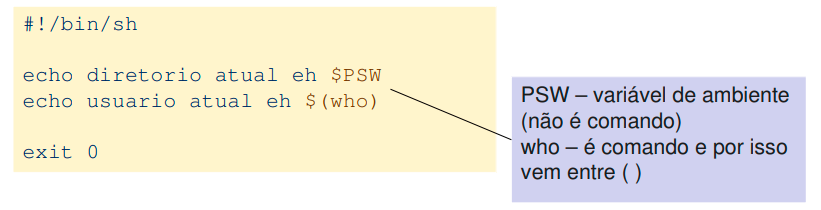 #!/bin/sh
echo diretorio atual eh $PSW
echo usuario atual eh $(who)
exit 0
PSW – variável de ambiente
(não é comando)
who – é comando e por isso
vem entre ( )